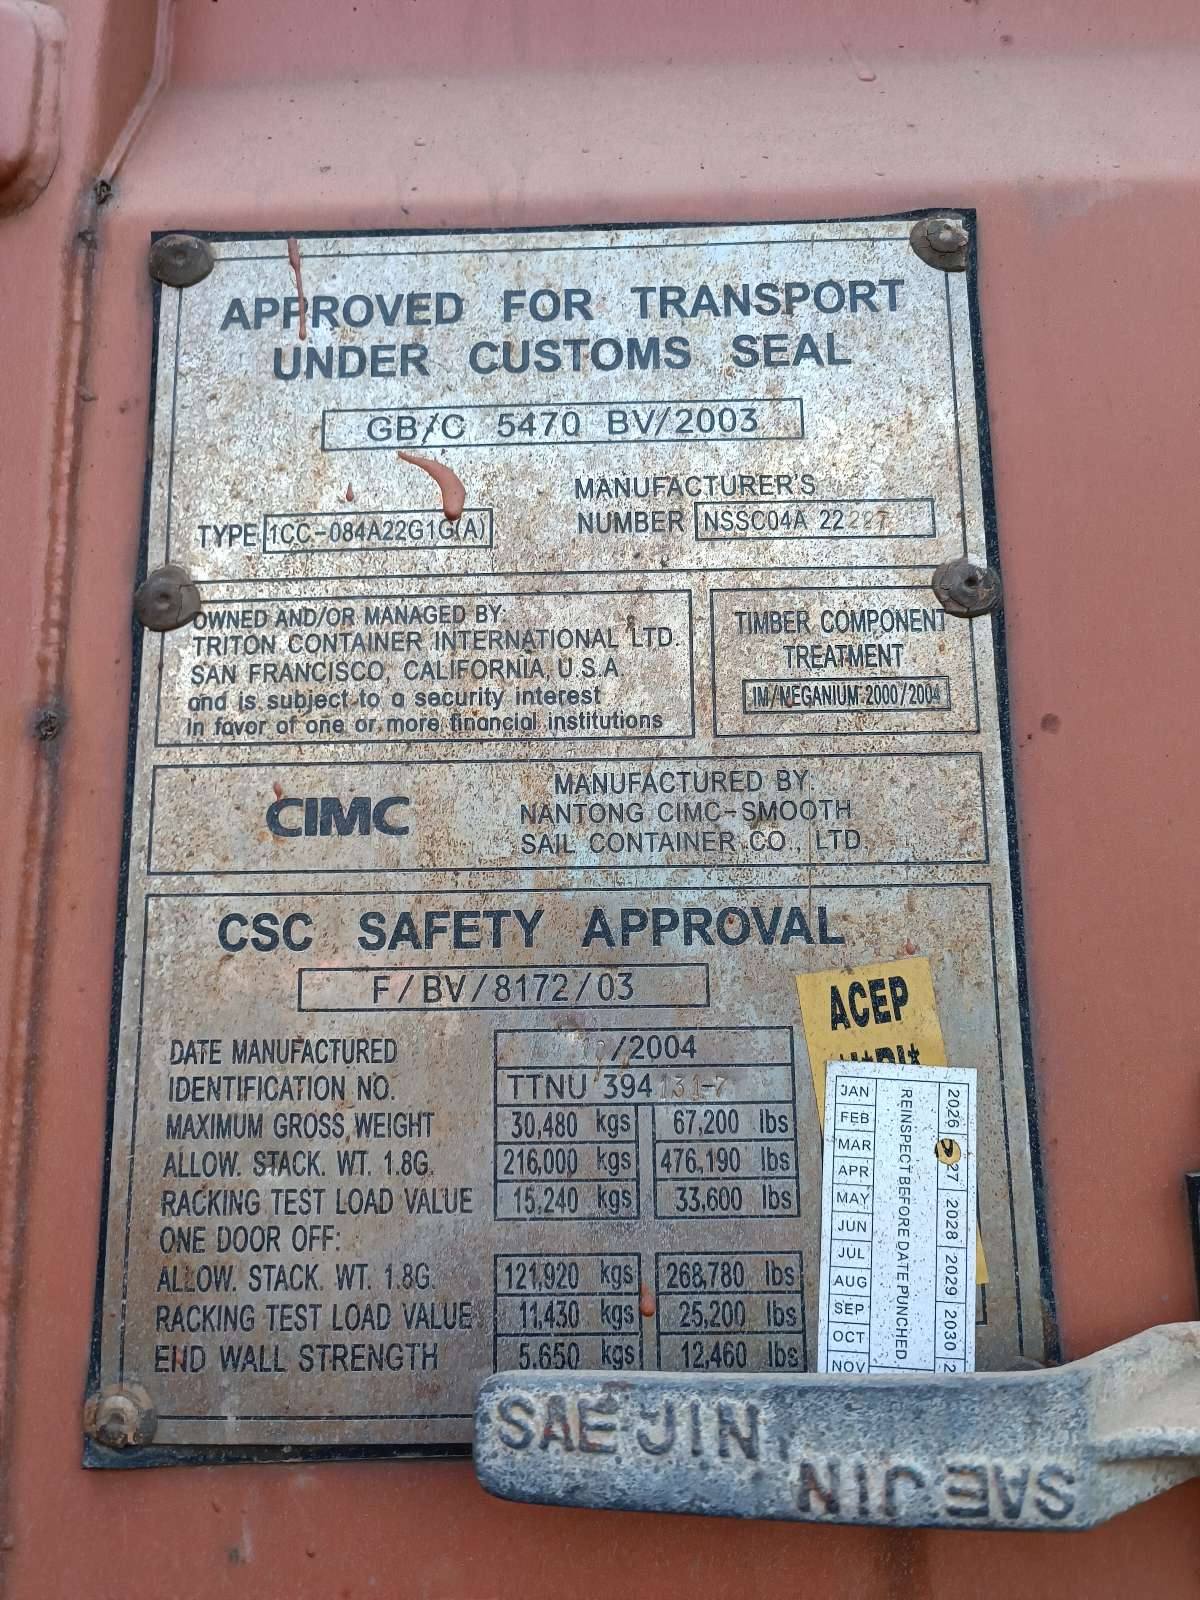 APPROVED FOR TRANSPORT
UNDER CUSTOMS SEAL
GB/C 5470 BV/2003
TYPE 1CC-084A22G1G(A)
MANUFACTURER'S
NUMBER NSSC04A 22
OWNED AND/OR MANAGED BY:
TRITON CONTAINER INTERNATIONAL LTD.
SAN FRANCISCO, CALIFORNIA, U.S.A
and is subject to a security interest
in favor of one or more financial institutions
TIMBER COMPONENT
TREATMENT
IM/MEGANIUM 2000/2004
CIMC
MANUFACTURED BY:
NANTONG CIMC-SMOOTH
SAIL CONTAINER CO., LTD
CSC SAFETY APPROVAL
F/BV/8172/03
DATE MANUFACTURED /2004
IDENTIFICATION NO. TTNU 394131-7
MAXIMUM GROSS WEIGHT 30,480 kgs 67,200 lbs
ALLOW. STACK. WT. 1.8G. 216,000 kgs 476,190 lbs
RACKING TEST LOAD VALUE 15,240 kgs 33,600 lbs
ONE DOOR OFF:
ALLOW. STACK. WT. 1.8G. 121,920 kgs 268,780 lbs
RACKING TEST LOAD VALUE 11,430 kgs 25,200 lbs
END WALL STRENGTH 5,650 kgs 12,460 lbs
ACEP
JAN
FEB
MAR
APR
MAY
JUN
JUL
AUG
SEP
OCT
NOV
REINSPECT BEFORE DATE PUNCHED.
2026 27 2028 2029 2030 2
SAE JIN
SAE JIN